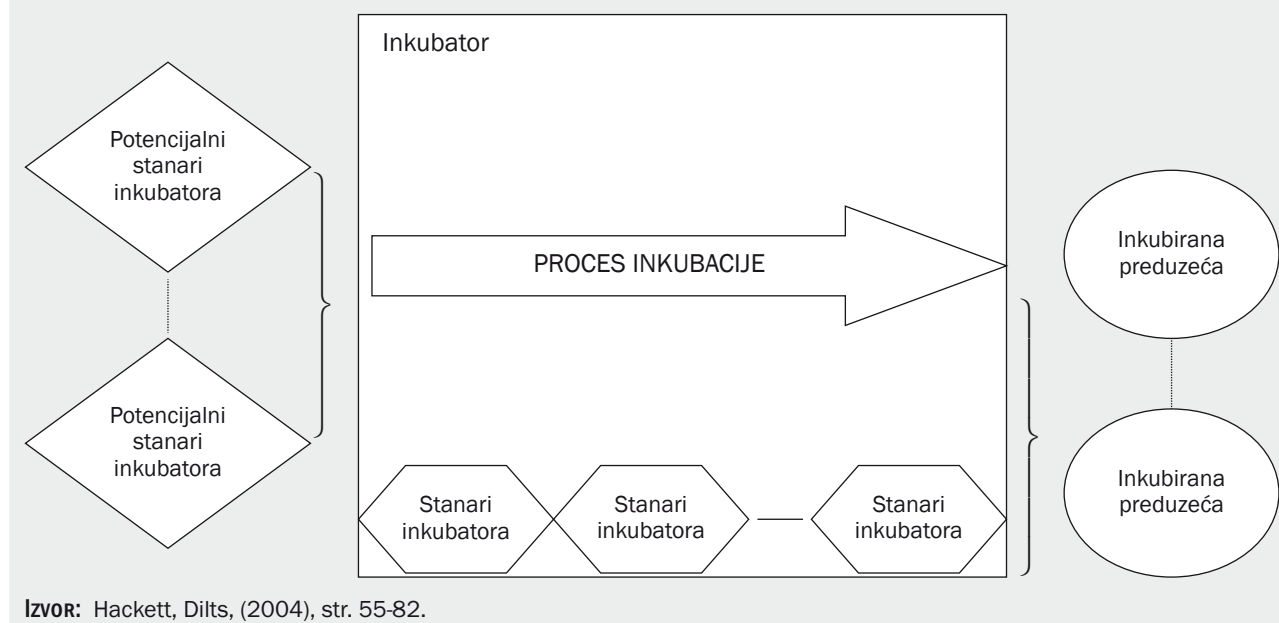 Inkubator
Potencijalni
stanari
inkubatora
Potencijalni
stanari
inkubatora
PROCES INKUBACIJE
Stanari
inkubatora
Stanari
inkubatora
Stanari
inkubatora
Inkubirana
preduzeća
Inkubirana
preduzeća
IZVOR: Hackett, Dilts, (2004), str. 55-82.